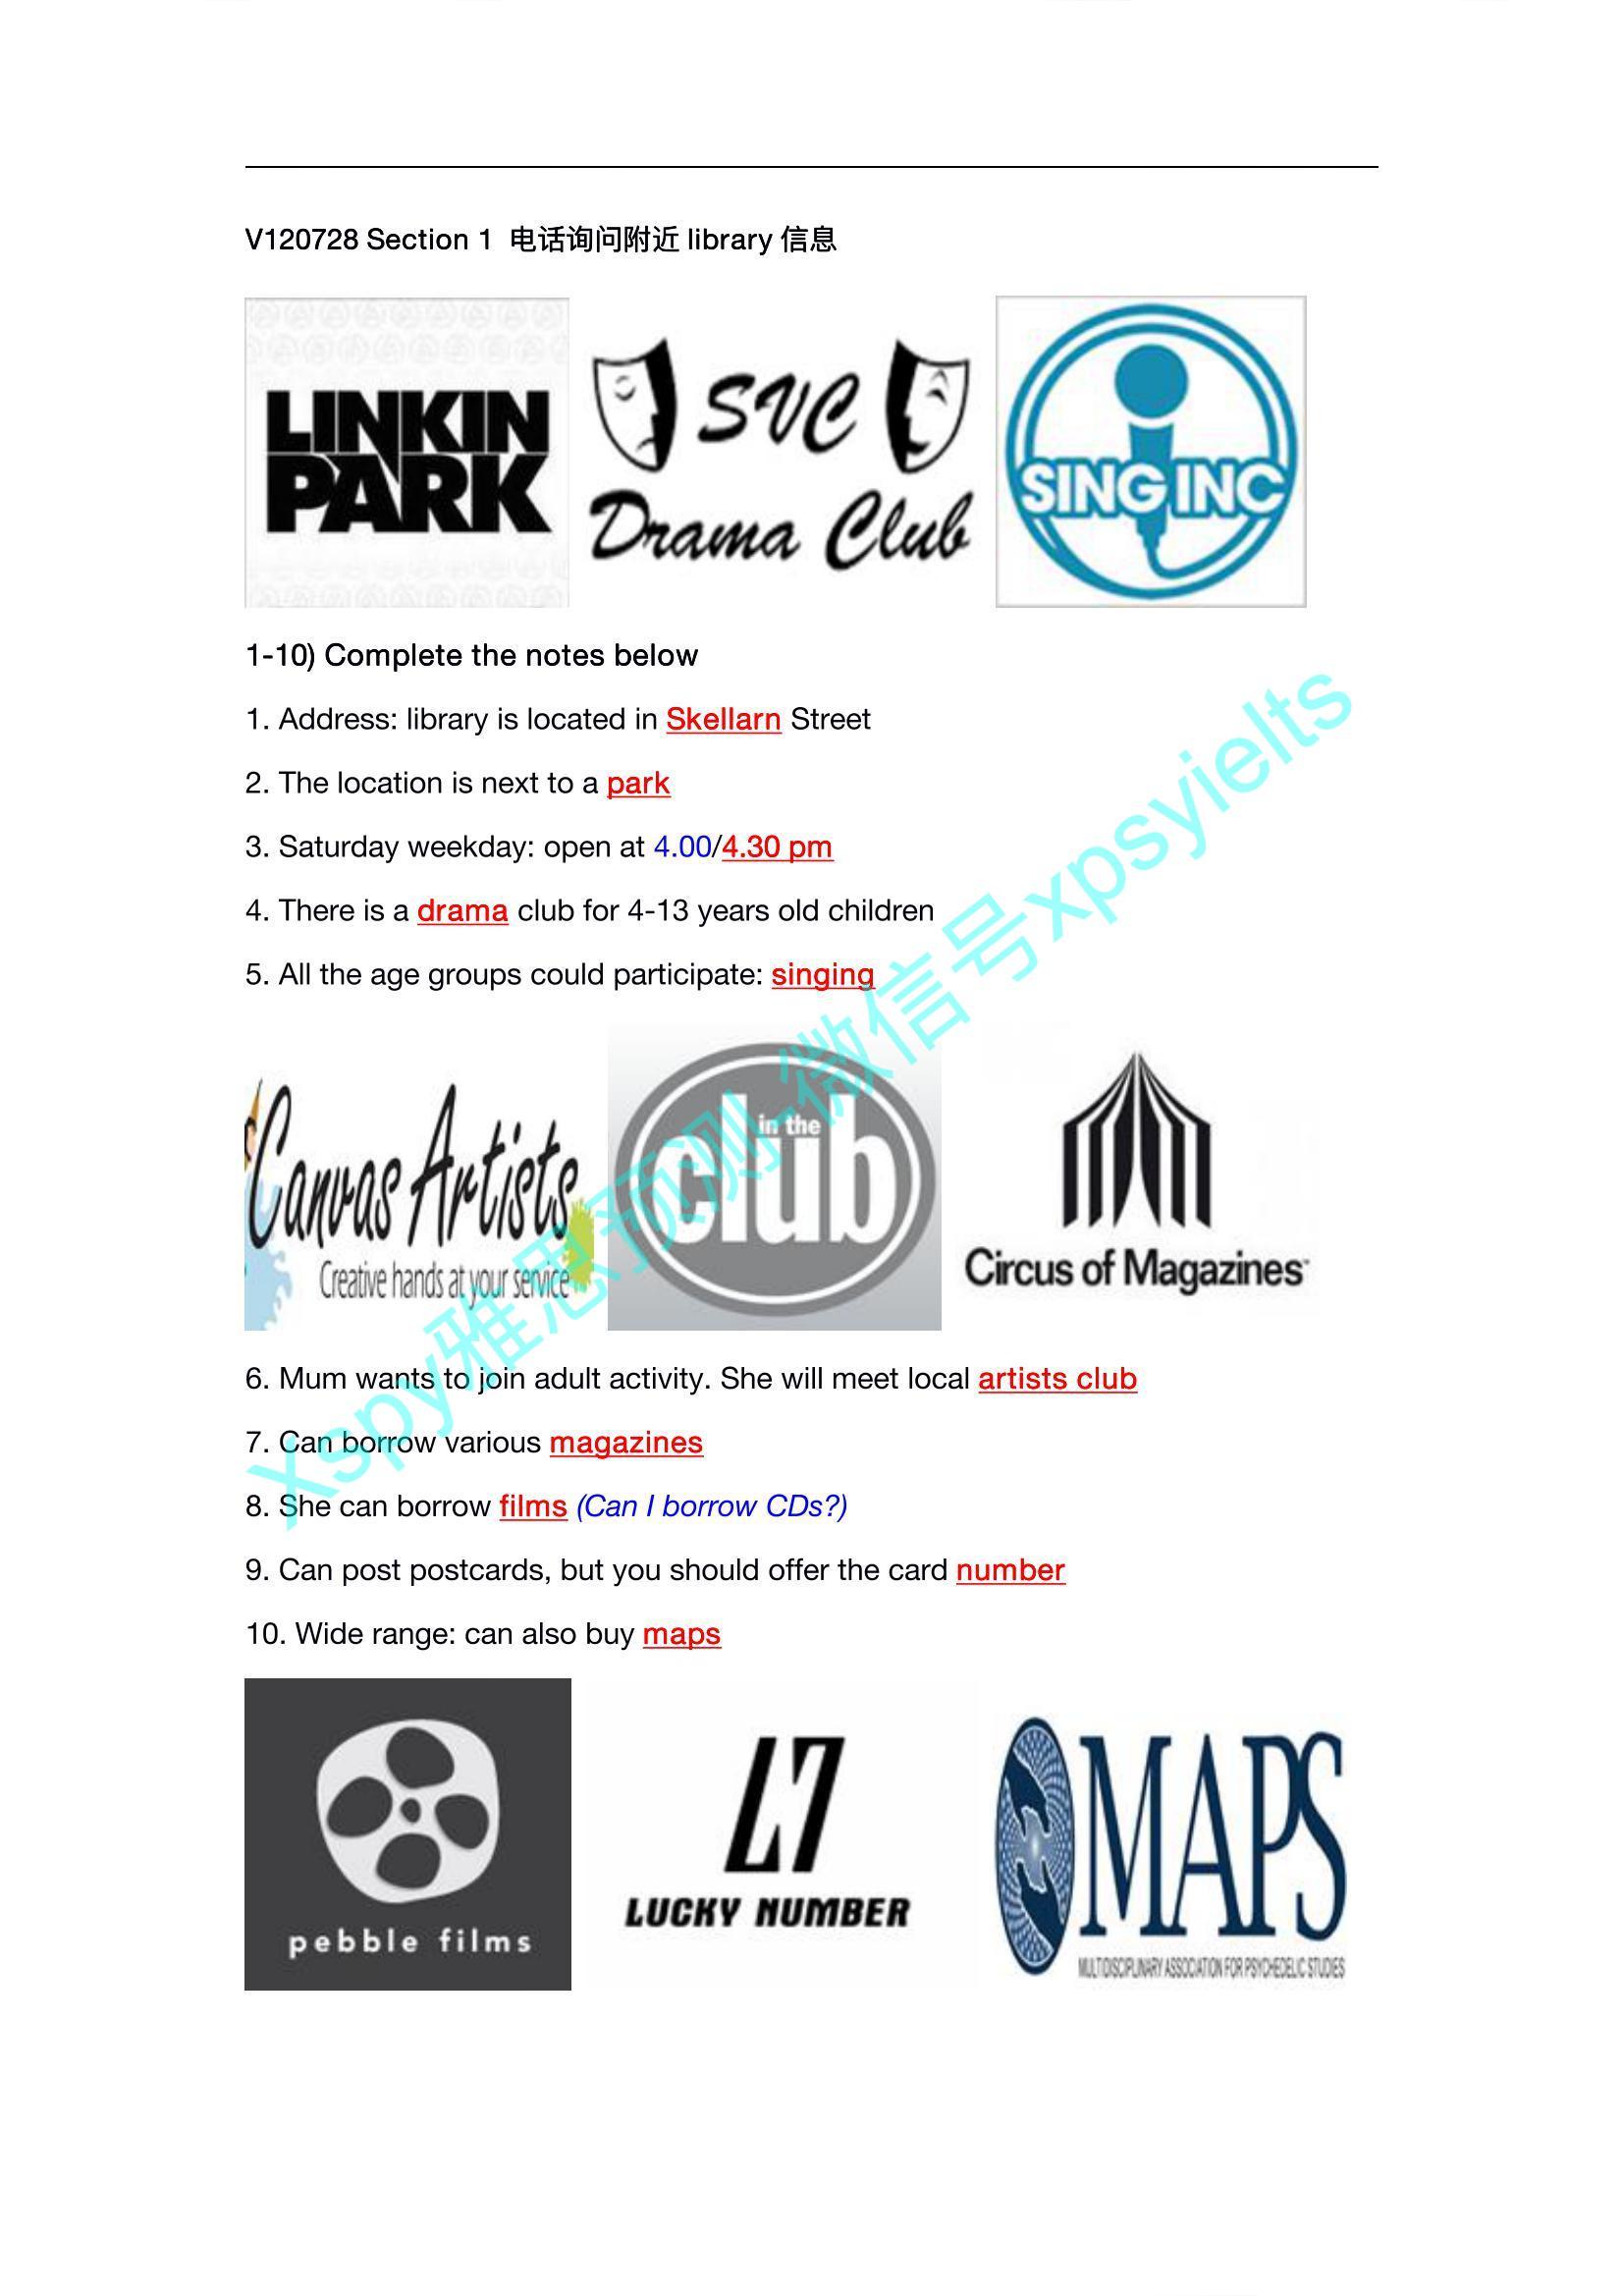 V120728 Section 1 电话询问附近 library 信息
LINKIN
PARK
SVC
Drama Club
SING INC
1-10) Complete the notes below
1. Address: library is located in Skellarn Street
2. The location is next to a park
3. Saturday weekday: open at 4.00/4.30 pm
4. There is a drama club for 4-13 years old children
5. All the age groups could participate: singing
Canvas Artists
Creative hands at your service
in the
club
Circus of Magazines
6. Mum wants to join adult activity. She will meet local artists club
7. Can borrow various magazines
8. She can borrow films (Can I borrow CDs?)
9. Can post postcards, but you should offer the card number
10. Wide range: can also buy maps
pebble films
L7
LUCKY NUMBER
MAPS
MULTIDISCIPLINARY ASSOCIATION FOR PSYCHEDELIC STUDIES
Xspy雅思预测-微信号xpsyielts